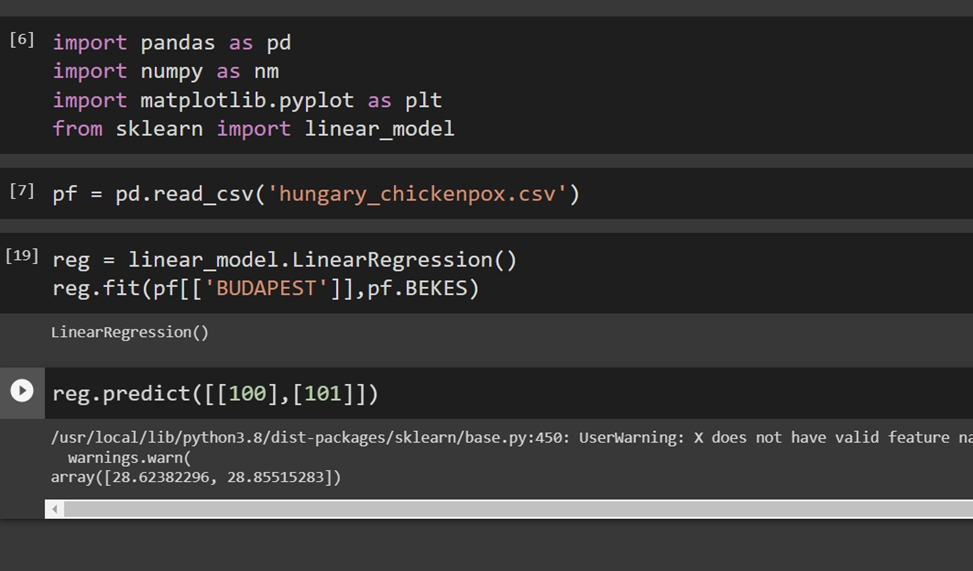 [6] import pandas as pd
import numpy as nm
import matplotlib.pyplot as plt
from sklearn import linear_model
[7] pf = pd.read_csv('hungary_chickenpox.csv')
[19] reg = linear_model.LinearRegression()
reg.fit(pf[['BUDAPEST']],pf.BEKES)
LinearRegression()
reg.predict([[100],[101]])
/usr/local/lib/python3.8/dist-packages/sklearn/base.py:450: UserWarning: X does not have valid feature na
warnings.warn(
array([28.62382296, 28.85515283])